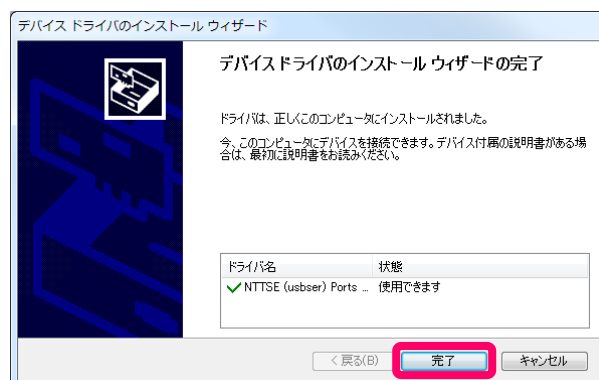 デバイス ドライバのインストール ウィザード
デバイス ドライバのインストール ウィザードの完了
ドライバは、正しくこのコンピュータにインストールされました。
今、このコンピュータにデバイスを接続できます。デバイス付属の説明書がある場
合は、最初に説明書をお読みください。
ドライバ名 状態
NTTSE (usbser) Ports ... 使用できます
< 戻る(B) 完了 キャンセル